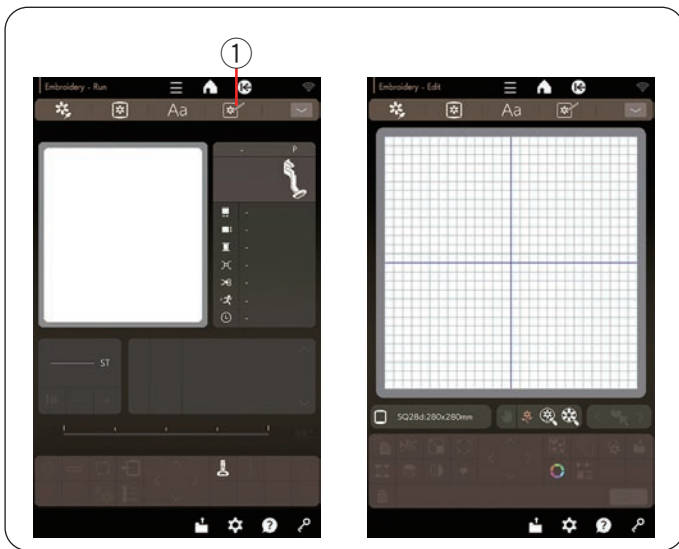 ①
Embroidery - Run
Aa
- P
-
-
-
-
-
-
-
ST
Embroidery - Edit
Aa
SQ28d:280x280mm